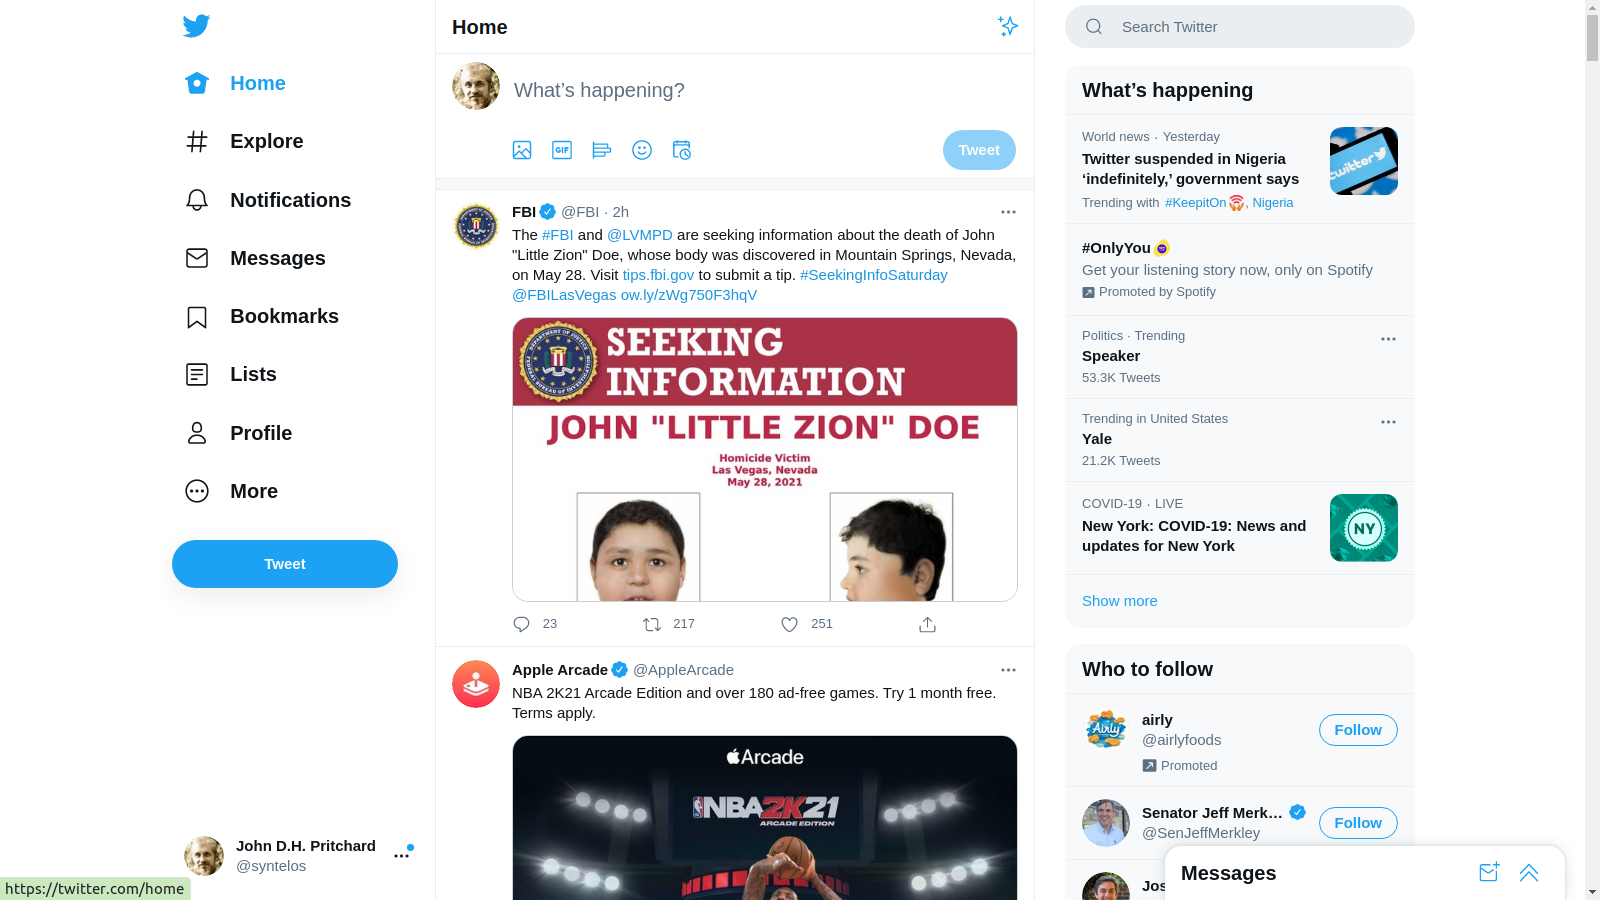 Home
Explore
Notifications
Messages
Bookmarks
Lists
Profile
More
Tweet
John D.H. Pritchard
@syntelos
https://twitter.com/home
Home
What's happening?
GIF
Tweet
FBI @FBI · 2h
The #FBI and @LVMPD are seeking information about the death of John
"Little Zion" Doe, whose body was discovered in Mountain Springs, Nevada,
on May 28. Visit tips.fbi.gov to submit a tip. #SeekingInfoSaturday
@FBILasVegas ow.ly/zWg750F3hqV
SEEKING
INFORMATION
JOHN "LITTLE ZION" DOE
Homicide Victim
Las Vegas, Nevada
May 28, 2021
23 217 251
Apple Arcade @AppleArcade
NBA 2K21 Arcade Edition and over 180 ad-free games. Try 1 month free.
Terms apply.
Arcade
NBA 2K21
ARCADE EDITION
Search Twitter
What's happening
World news · Yesterday
Twitter suspended in Nigeria
'indefinitely,' government says
Trending with #KeepitOn, Nigeria
twitter
#OnlyYou
Get your listening story now, only on Spotify
Promoted by Spotify
Politics · Trending
Speaker
53.3K Tweets
Trending in United States
Yale
21.2K Tweets
COVID-19 · LIVE
New York: COVID-19: News and
updates for New York
NY
Show more
Who to follow
Airly
airly
@airlyfoods
Promoted
Follow
Senator Jeff Merk...
@SenJeffMerkley
Follow
Messages